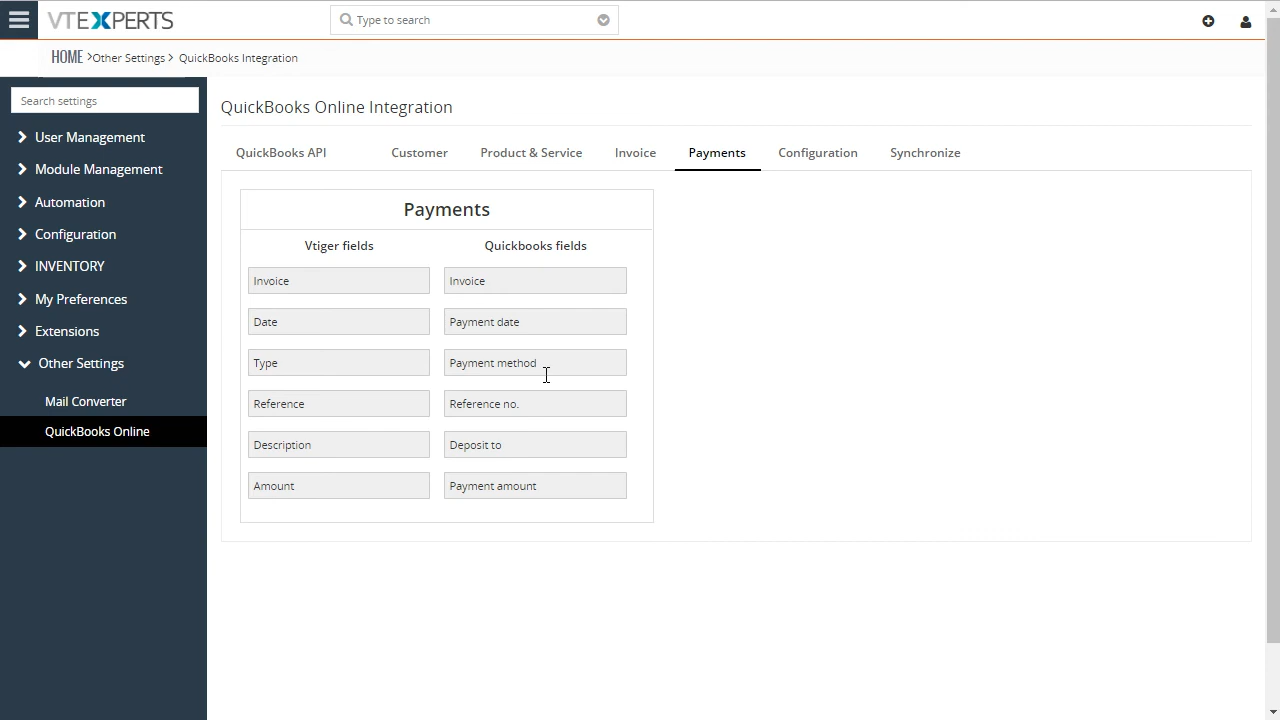 VTEXPERTS
Type to search
HOME >Other Settings > QuickBooks Integration
Search settings
User Management
Module Management
Automation
Configuration
INVENTORY
My Preferences
Extensions
Other Settings
Mail Converter
QuickBooks Online
QuickBooks Online Integration
QuickBooks API Customer Product & Service Invoice Payments Configuration Synchronize
Payments
Vtiger fields Quickbooks fields
Invoice Invoice
Date Payment date
Type Payment method
Reference Reference no.
Description Deposit to
Amount Payment amount